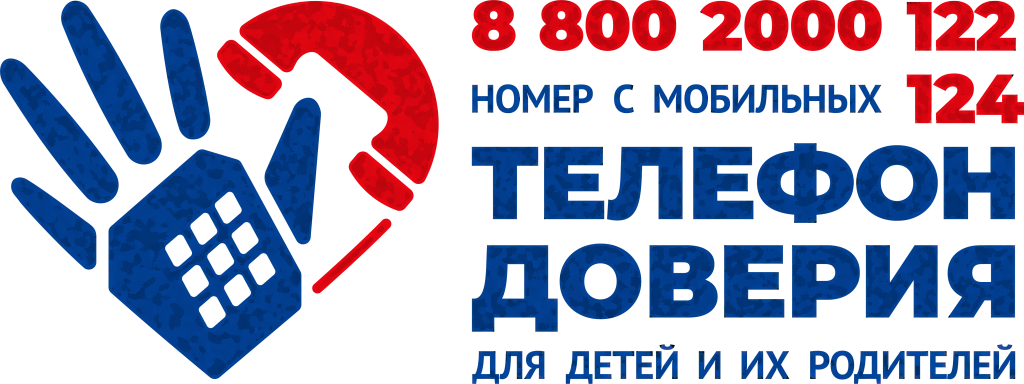 8 800 2000 122
НОМЕР С МОБИЛЬНЫХ 124
ТЕЛЕФОН
ДОВЕРИЯ
ДЛЯ ДЕТЕЙ И ИХ РОДИТЕЛЕЙ